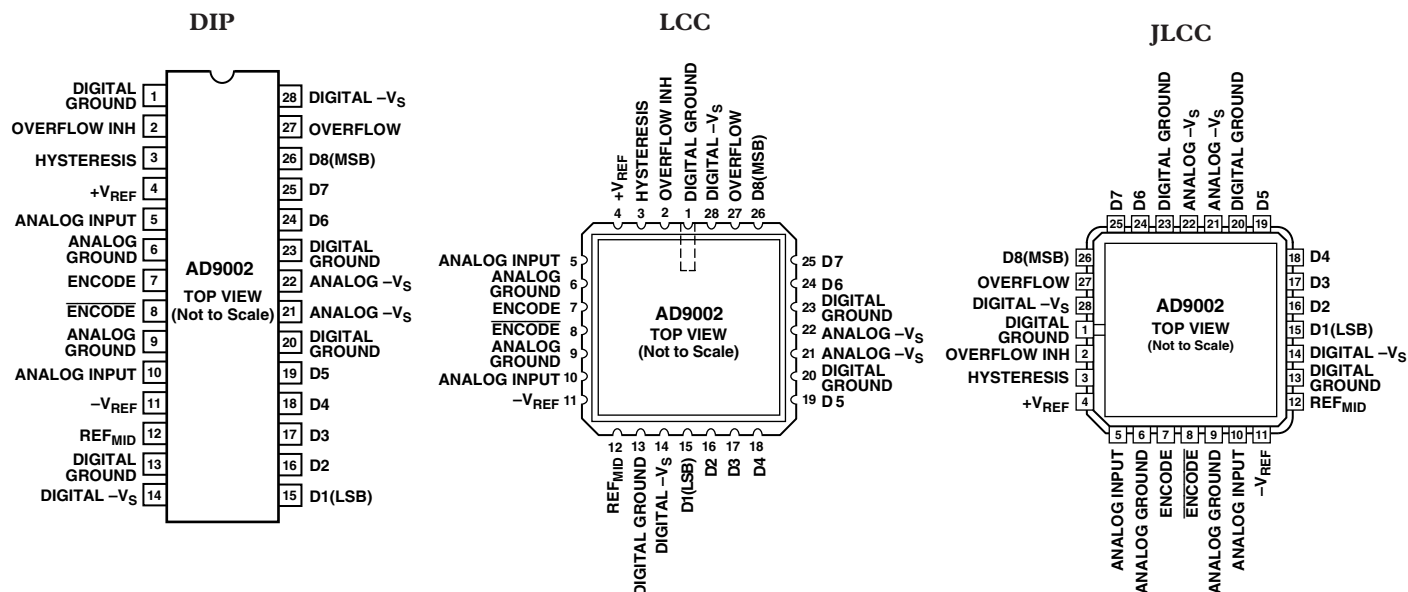 DIP
DIGITAL
GROUND
1
OVERFLOW INH
2
HYSTERESIS
3
+VREF
4
ANALOG INPUT
5
ANALOG
GROUND
6
ENCODE
7
ENCODE
8
ANALOG
GROUND
9
ANALOG INPUT
10
–VREF
11
REFMID
12
DIGITAL
GROUND
13
DIGITAL –VS
14
AD9002
TOP VIEW
(Not to Scale)
28 DIGITAL –VS
27 OVERFLOW
26 D8(MSB)
25 D7
24 D6
23 DIGITAL
GROUND
22 ANALOG –VS
21 ANALOG –VS
20 DIGITAL
GROUND
19 D5
18 D4
17 D3
16 D2
15 D1(LSB)
LCC
+VREF
HYSTERESIS
OVERFLOW INH
DIGITAL GROUND
DIGITAL –VS
OVERFLOW
D8(MSB)
4 3 2 1 28 27 26
ANALOG INPUT 5
ANALOG
GROUND 6
ENCODE 7
ENCODE 8
ANALOG
GROUND 9
ANALOG INPUT 10
–VREF 11
AD9002
TOP VIEW
(Not to Scale)
25 D7
24 D6
23 DIGITAL
GROUND
22 ANALOG –VS
21 ANALOG –VS
20 DIGITAL
GROUND
19 D5
12 13 14 15 16 17 18
REFMID
DIGITAL GROUND
DIGITAL –VS
D1(LSB)
D2
D3
D4
JLCC
D7
D6
DIGITAL GROUND
ANALOG –VS
ANALOG –VS
DIGITAL GROUND
D5
25 24 23 22 21 20 19
D8(MSB) 26
OVERFLOW 27
DIGITAL –VS 28
DIGITAL
GROUND 1
OVERFLOW INH 2
HYSTERESIS 3
+VREF 4
AD9002
TOP VIEW
(Not to Scale)
18 D4
17 D3
16 D2
15 D1(LSB)
14 DIGITAL –VS
13 DIGITAL
GROUND
12 REFMID
5 6 7 8 9 10 11
ANALOG INPUT
ANALOG GROUND
ENCODE
ENCODE
ANALOG GROUND
ANALOG INPUT
–VREF